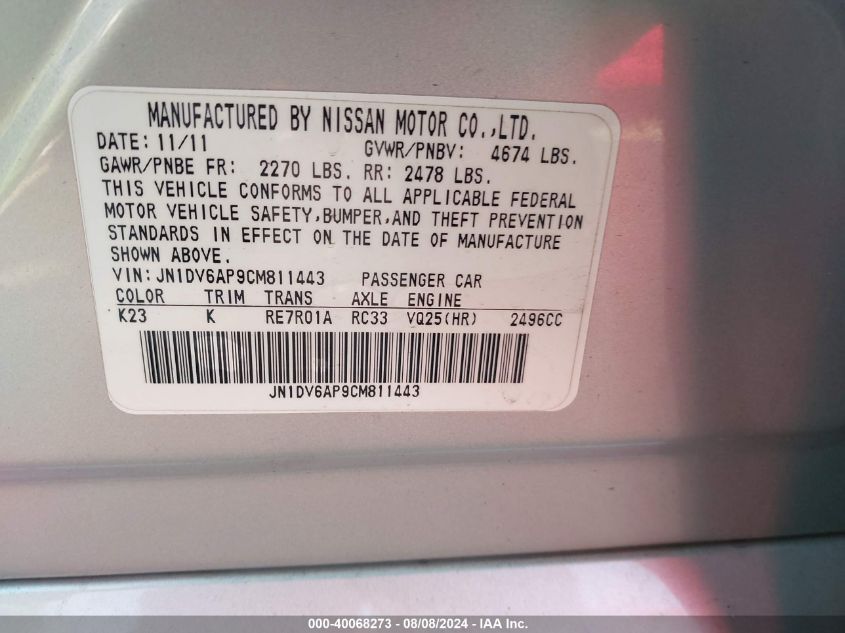 MANUFACTURED BY NISSAN MOTOR CO.,LTD.
DATE: 11/11 GVWR/PNBV: 4674 LBS.
GAWR/PNBE FR: 2270 LBS. RR: 2478 LBS.
THIS VEHICLE CONFORMS TO ALL APPLICABLE FEDERAL
MOTOR VEHICLE SAFETY,BUMPER,AND THEFT PREVENTION
STANDARDS IN EFFECT ON THE DATE OF MANUFACTURE
SHOWN ABOVE.
VIN:JN1DV6AP9CM811443 PASSENGER CAR
COLOR TRIM TRANS AXLE ENGINE
K23 K RE7R01A RC33 VQ25(HR) 2496CC
JN1DV6AP9CM811443
000-40068273 - 08/08/2024 - IAA Inc.